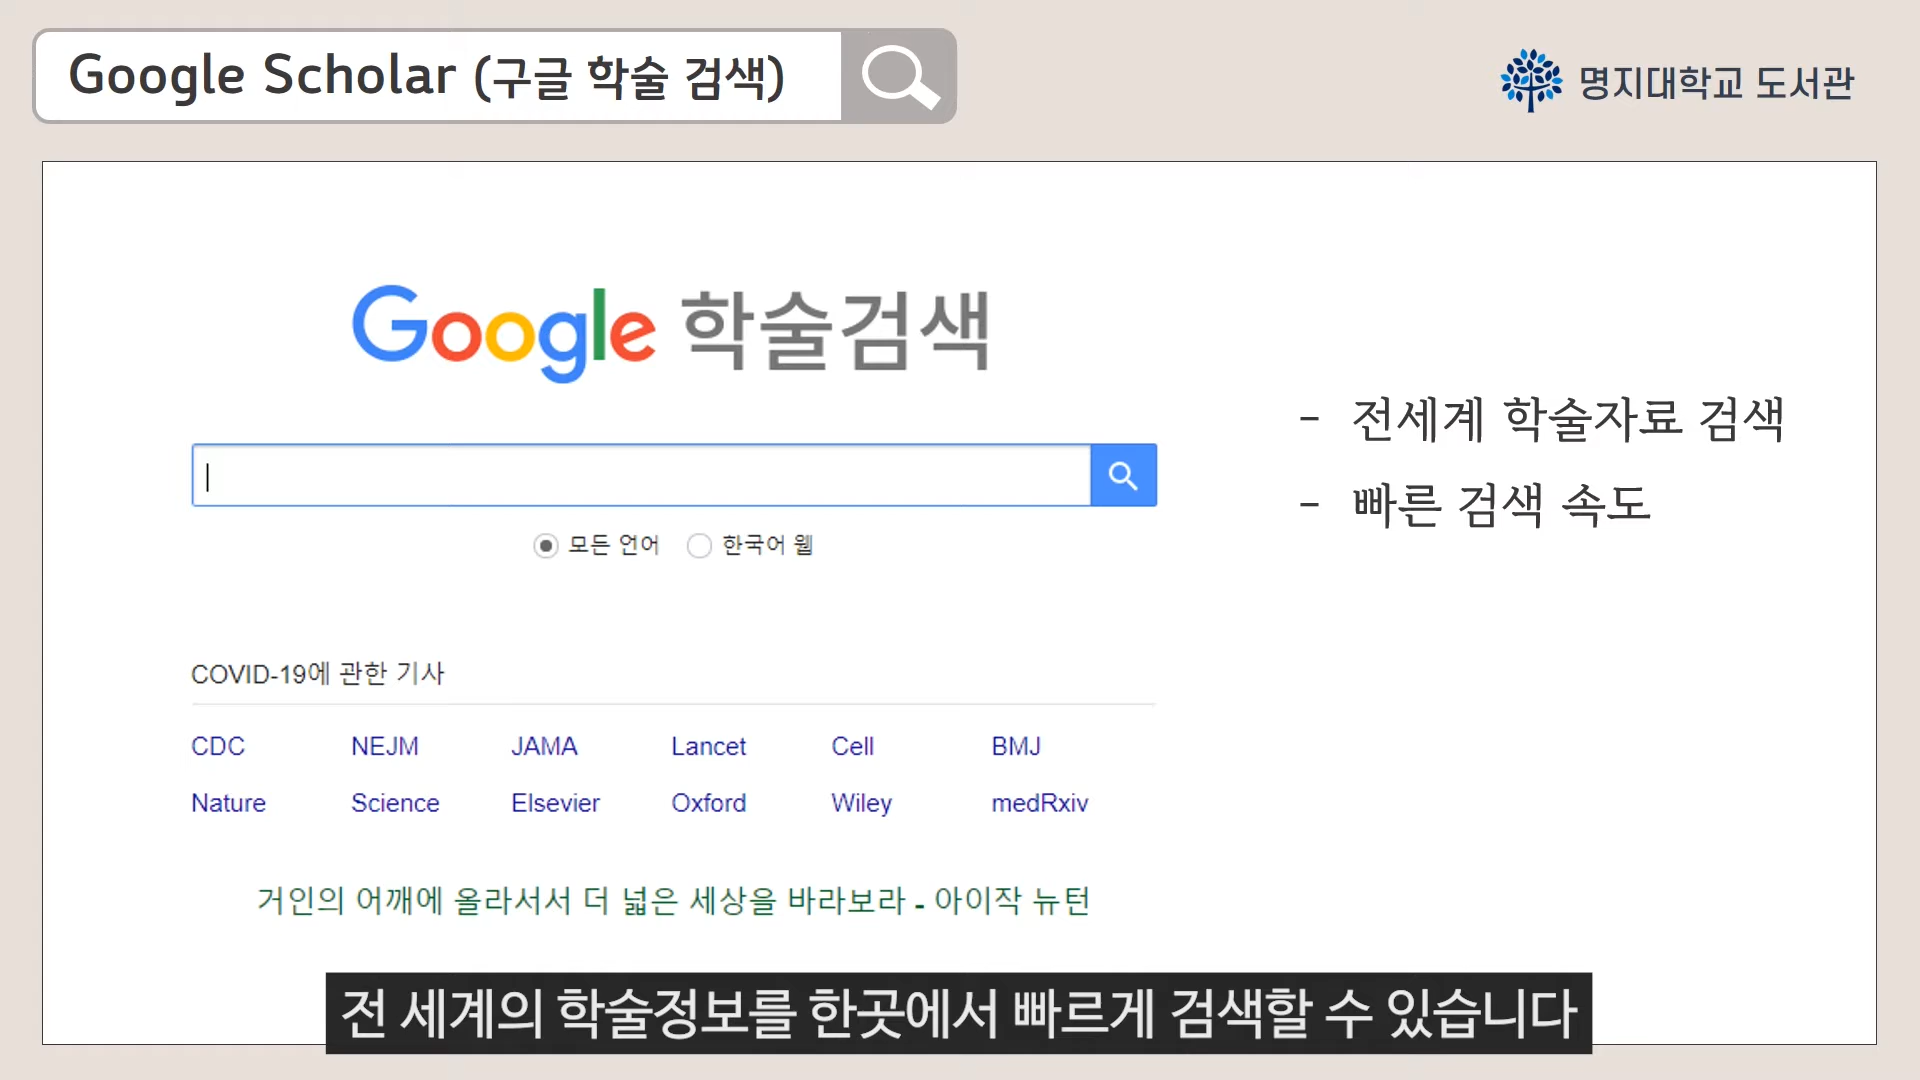 Google Scholar (구글 학술 검색)
명지대학교 도서관
Google 학술검색
- 전세계 학술자료 검색
- 빠른 검색 속도
모든 언어 한국어 웹
COVID-19에 관한 기사
CDC NEJM JAMA Lancet Cell BMJ
Nature Science Elsevier Oxford Wiley medRxiv
거인의 어깨에 올라서서 더 넓은 세상을 바라보라 - 아이작 뉴턴
전 세계의 학술정보를 한곳에서 빠르게 검색할 수 있습니다